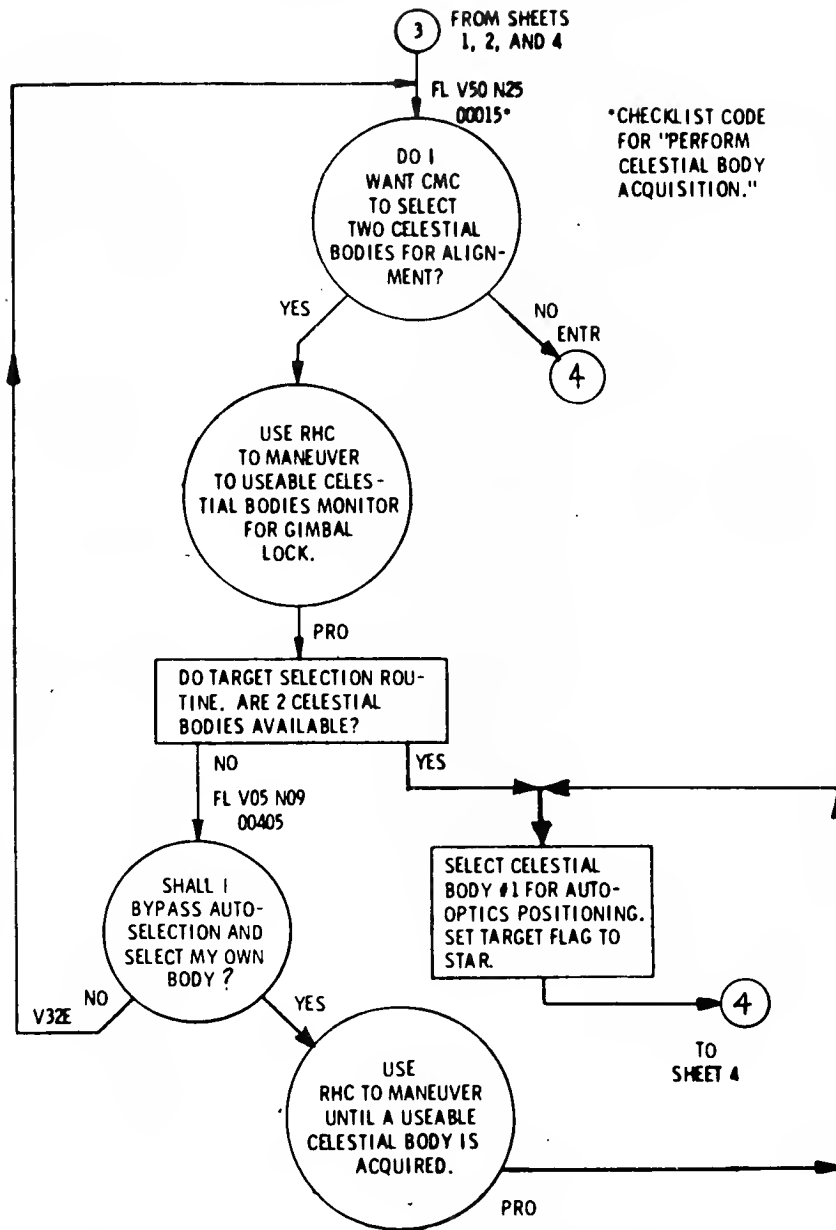 3
FROM SHEETS
1, 2, AND 4
FL V50 N25
00015*
*CHECKLIST CODE
FOR "PERFORM
CELESTIAL BODY
ACQUISITION."
DO I
WANT CMC
TO SELECT
TWO CELESTIAL
BODIES FOR ALIGN-
MENT?
YES
NO
ENTR
4
USE RHC
TO MANEUVER
TO USEABLE CELES-
TIAL BODIES MONITOR
FOR GIMBAL
LOCK.
PRO
DO TARGET SELECTION ROU-
TINE. ARE 2 CELESTIAL
BODIES AVAILABLE?
NO
YES
FL V05 N09
00405
SHALL I
BYPASS AUTO-
SELECTION AND
SELECT MY OWN
BODY ?
SELECT CELESTIAL
BODY #1 FOR AUTO-
OPTICS POSITIONING.
SET TARGET FLAG TO
STAR.
NO
V32E
YES
4
TO
SHEET 4
USE
RHC TO MANEUVER
UNTIL A USEABLE
CELESTIAL BODY IS
ACQUIRED.
PRO